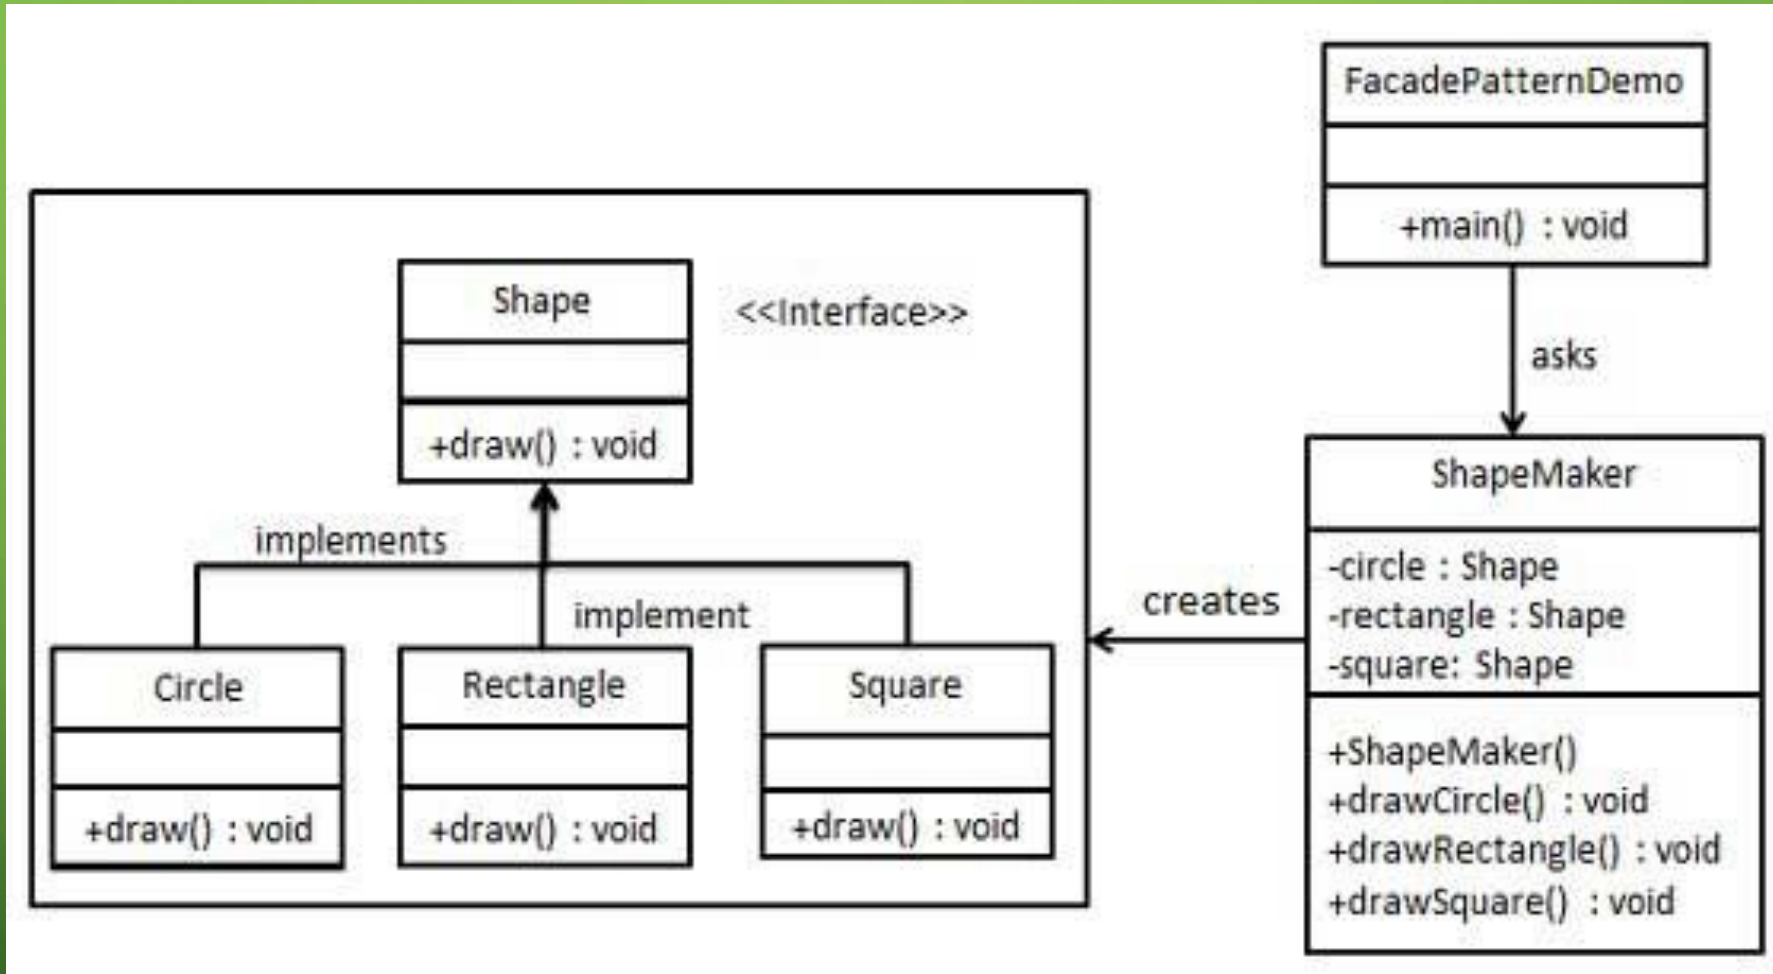 FacadePatternDemo
+main() : void
asks
Shape
<<Interface>>
+draw() : void
implements
implement
Circle
+draw() : void
Rectangle
+draw() : void
Square
+draw() : void
creates
ShapeMaker
-circle : Shape
-rectangle : Shape
-square: Shape
+ShapeMaker()
+drawCircle() : void
+drawRectangle() : void
+drawSquare() : void